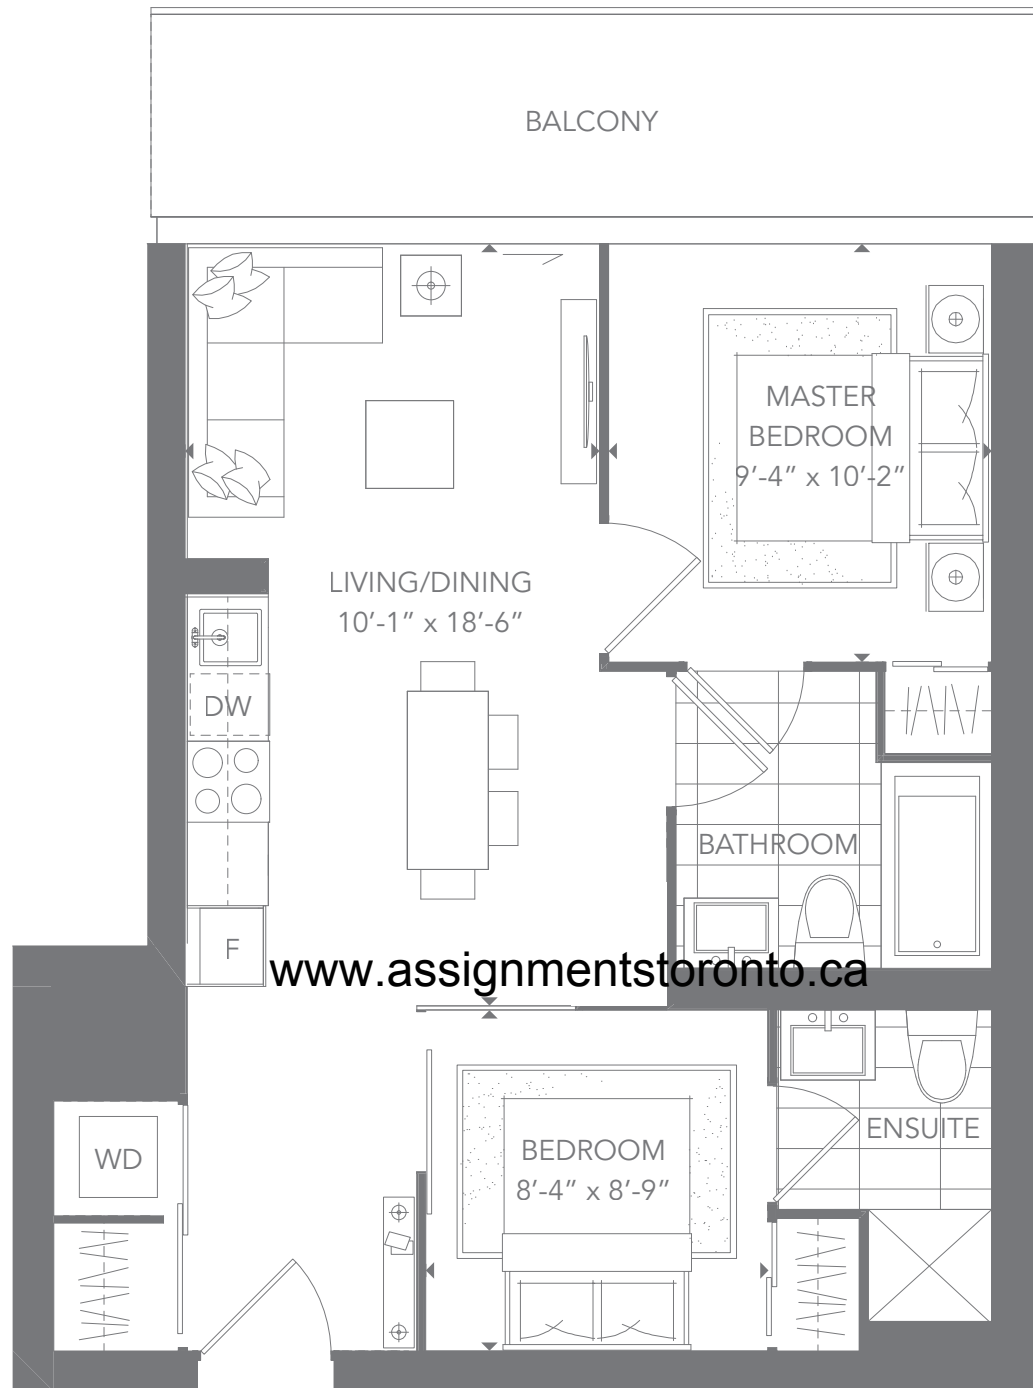 BALCONY
MASTER
BEDROOM
9’-4” x 10’-2”
LIVING/DINING
10’-1” x 18’-6”
DW
BATHROOM
F
www.assignmentstoronto.ca
WD
BEDROOM
8’-4” x 8’-9”
ENSUITE